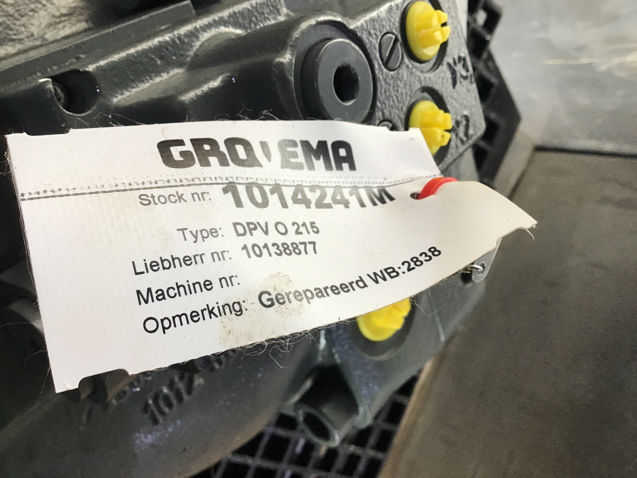 GROEMA
Stock nr: 1014241M
Type: DPV O 215
Liebherr nr: 10138877
Machine nr:
Opmerking: Gerepareerd WB:2838